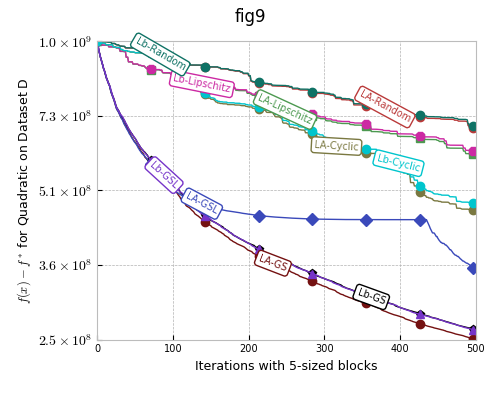 fig9
1.0 × 10⁹
7.3 × 10⁸
5.1 × 10⁸
3.6 × 10⁸
2.5 × 10⁸
f(x) − f* for Quadratic on Dataset D
Lb-Random
Lb-Lipschitz
LA-Lipschitz
LA-Random
LA-Cyclic
Lb-Cyclic
Lb-GSL
LA-GSL
LA-GS
Lb-GS
0 100 200 300 400 500
Iterations with 5-sized blocks